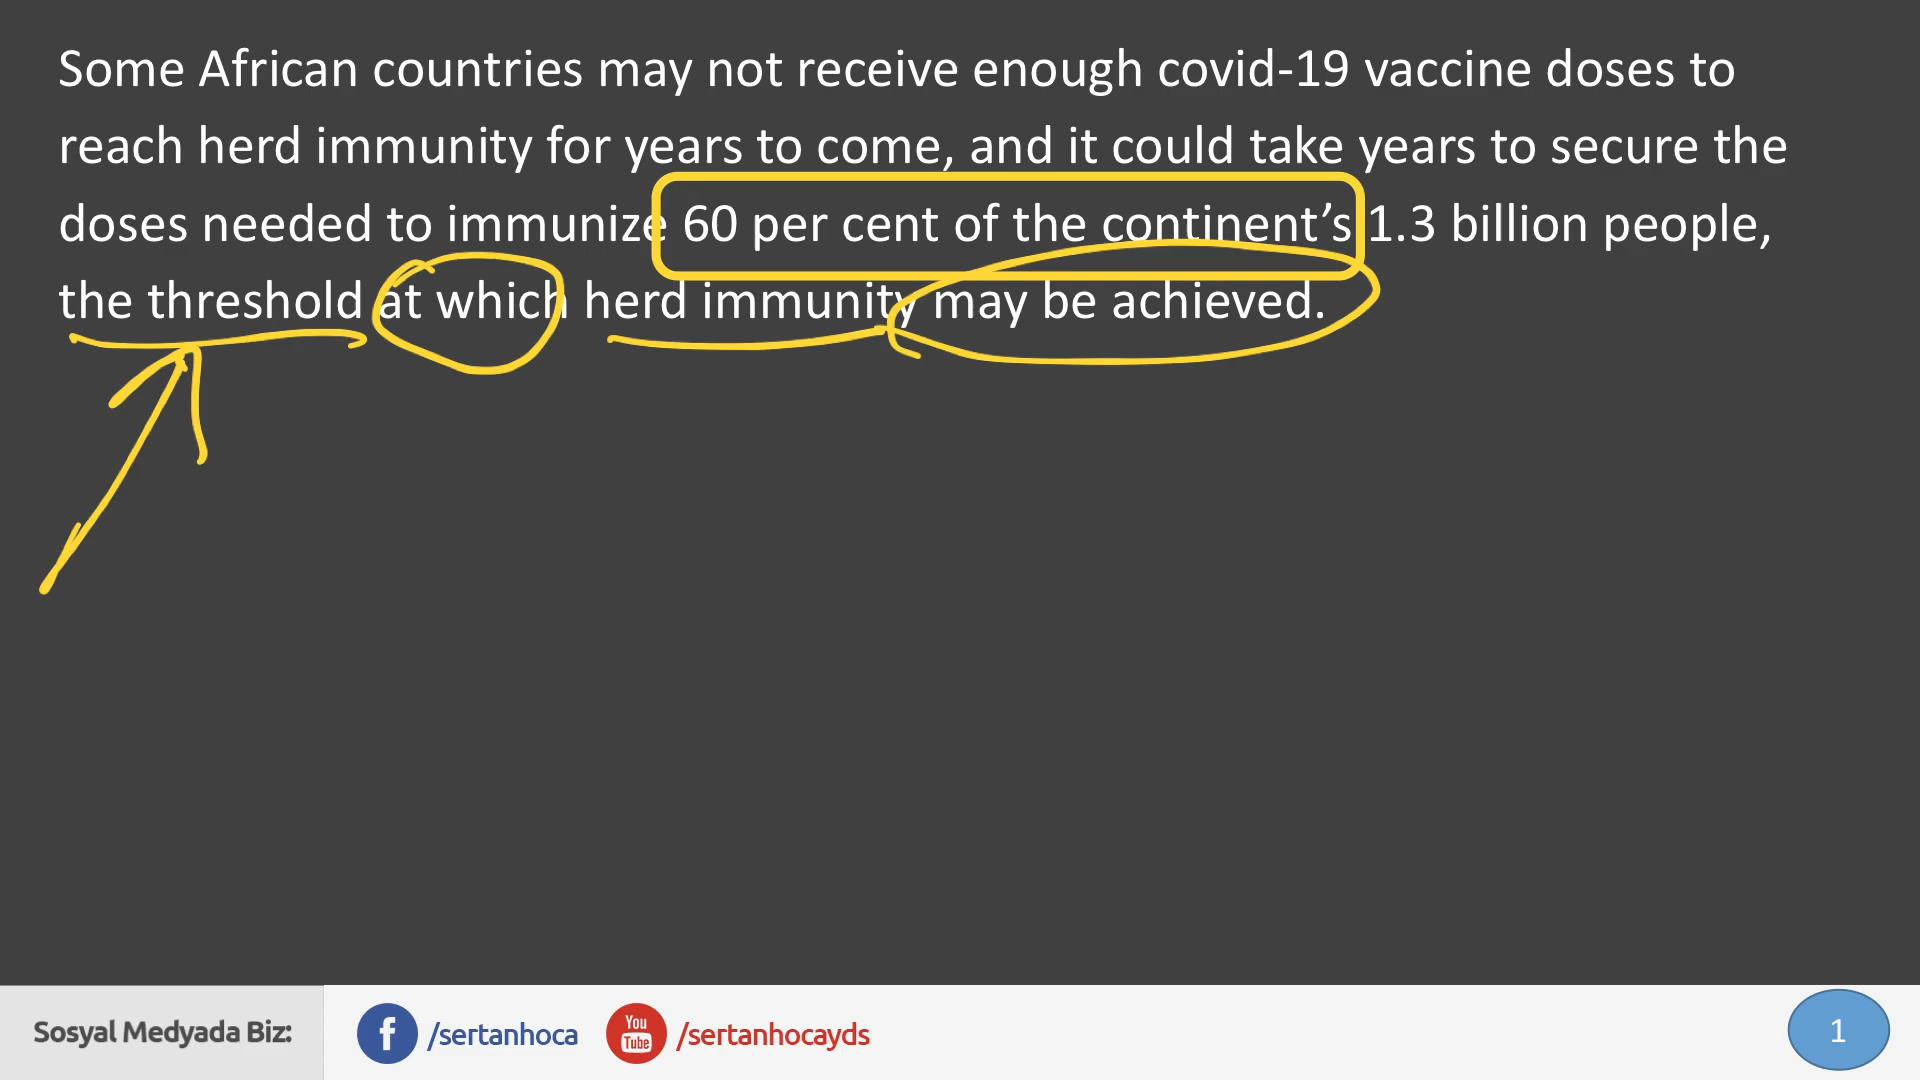 Some African countries may not receive enough covid-19 vaccine doses to
reach herd immunity for years to come, and it could take years to secure the
doses needed to immunize 60 per cent of the continent’s 1.3 billion people,
the threshold at which herd immunity may be achieved.
Sosyal Medyada Biz:
f /sertanhoca
You Tube /sertanhocayds
1